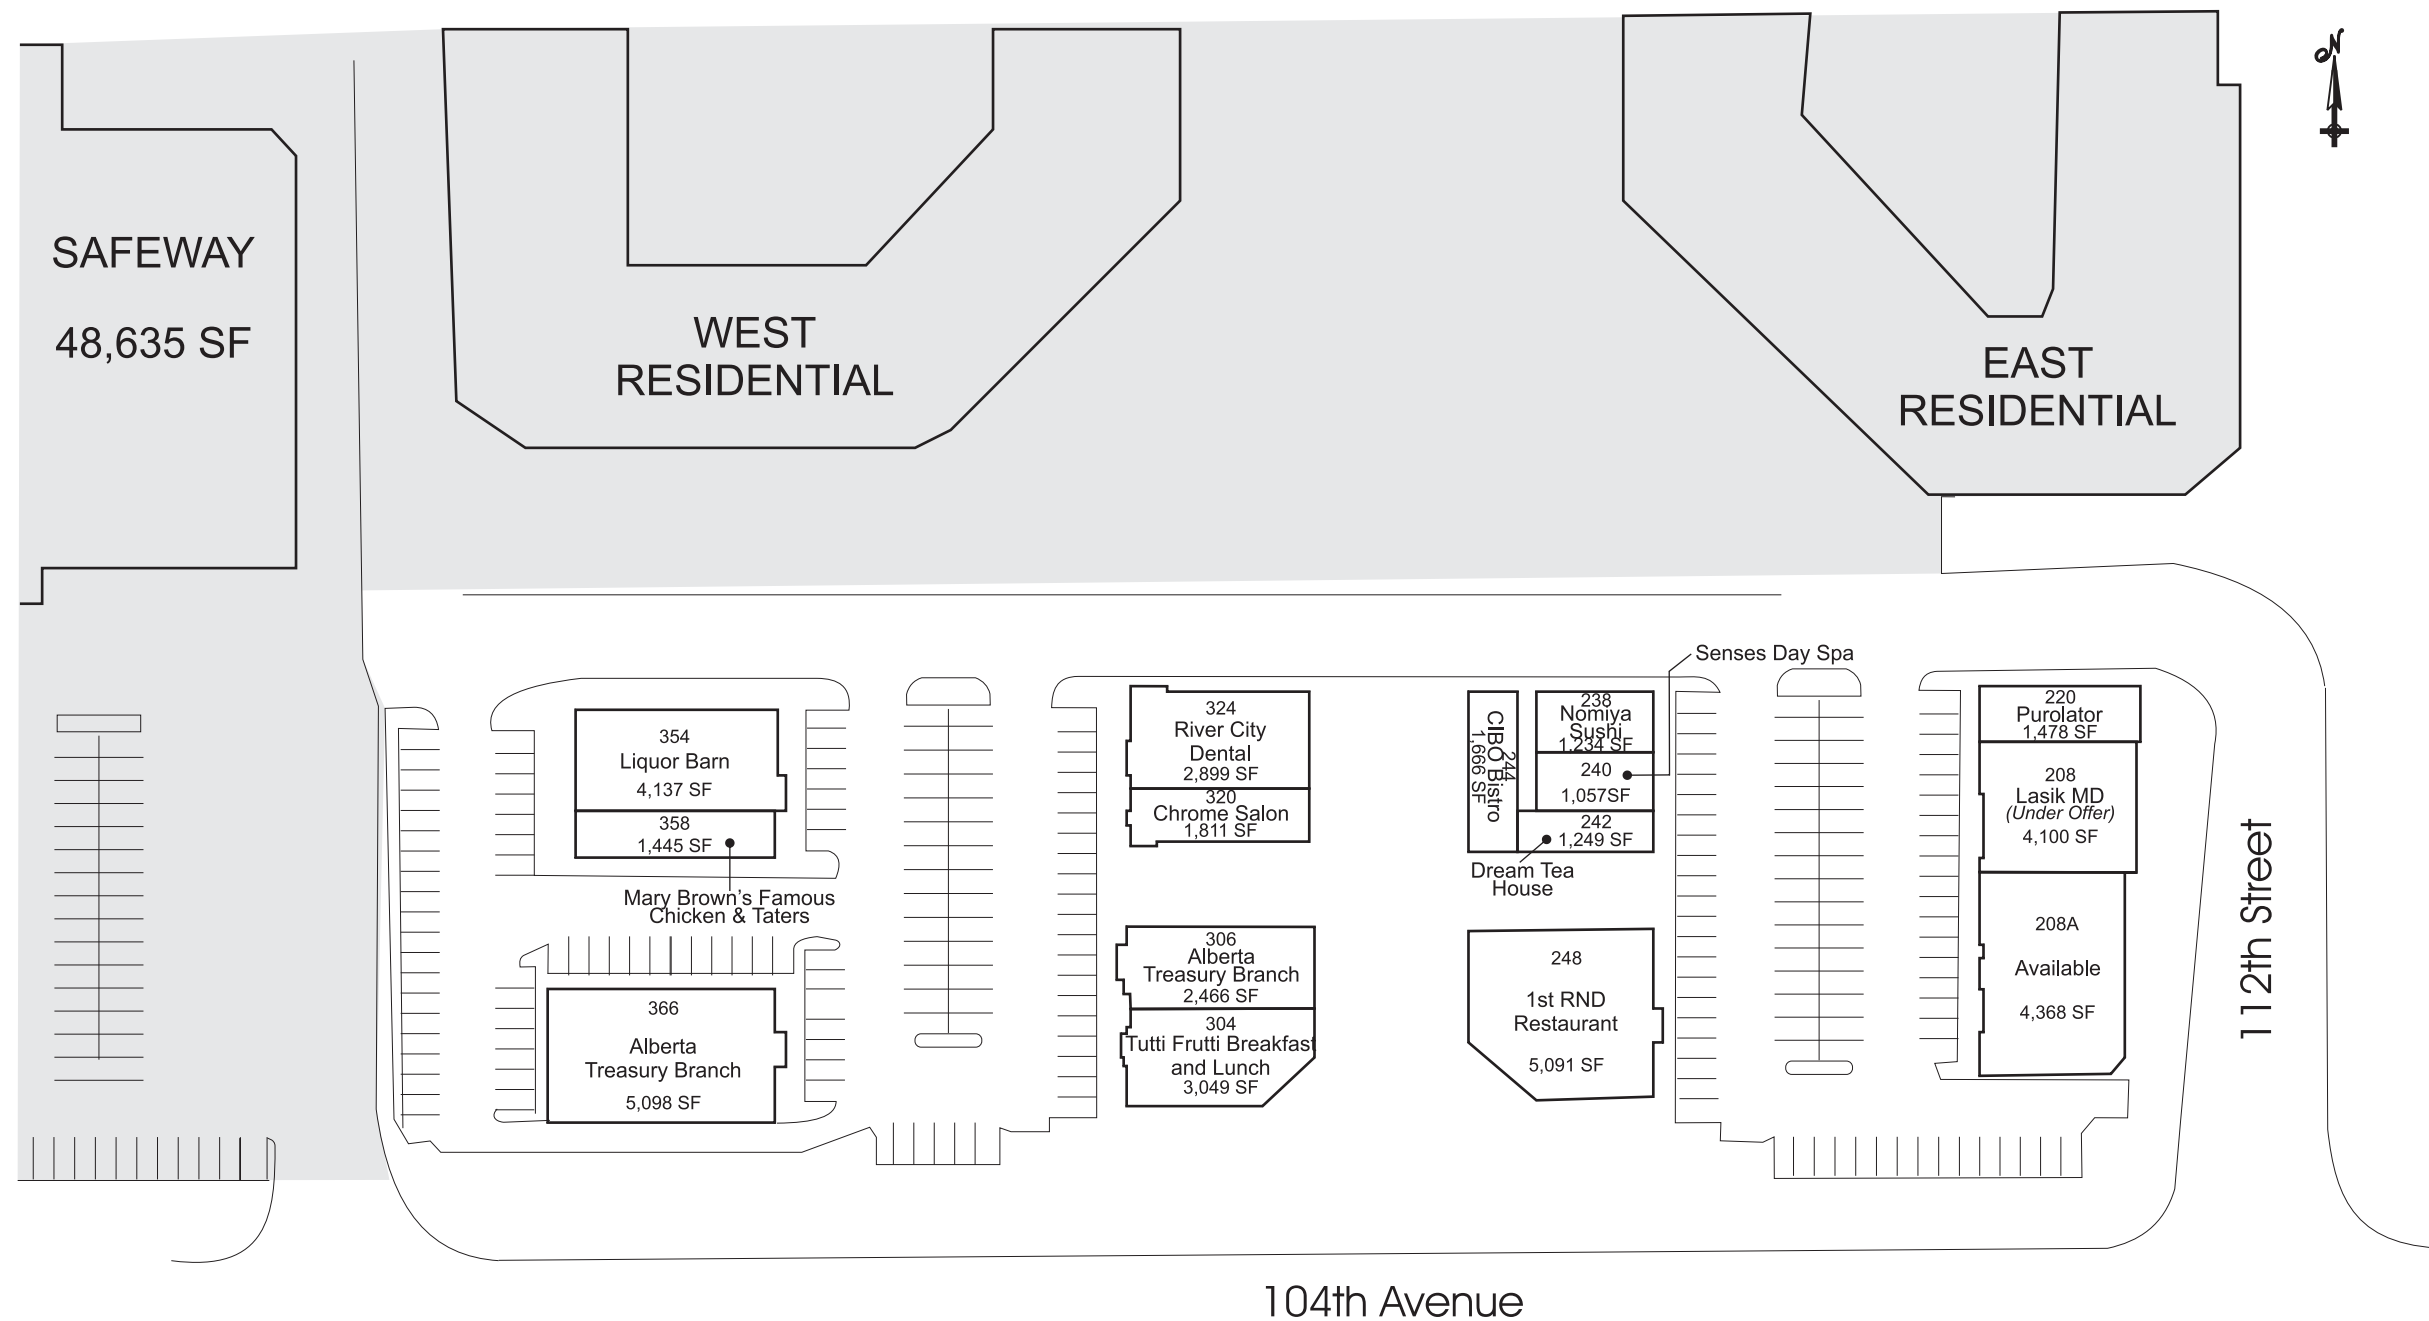 N
SAFEWAY
48,635 SF
WEST
RESIDENTIAL
EAST
RESIDENTIAL
354
Liquor Barn
4,137 SF
358
1,445 SF
Mary Brown's Famous
Chicken & Taters
366
Alberta
Treasury Branch
5,098 SF
324
River City
Dental
2,899 SF
320
Chrome Salon
1,811 SF
306
Alberta
Treasury Branch
2,466 SF
304
Tutti Frutti Breakfast
and Lunch
3,049 SF
244
CIBO Bistro
1,666 SF
Senses Day Spa
238
Nomiya
Sushi
1,234 SF
240
1,057SF
242
1,249 SF
Dream Tea
House
248
1st RND
Restaurant
5,091 SF
220
Purolator
1,478 SF
208
Lasik MD
(Under Offer)
4,100 SF
208A
Available
4,368 SF
112th Street
104th Avenue